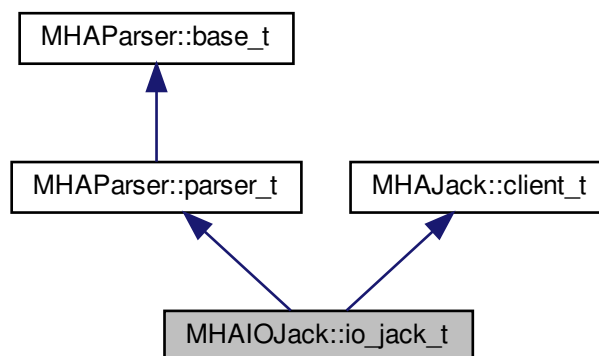 MHAParser::base_t
MHAParser::parser_t
MHAJack::client_t
MHAIOJack::io_jack_t